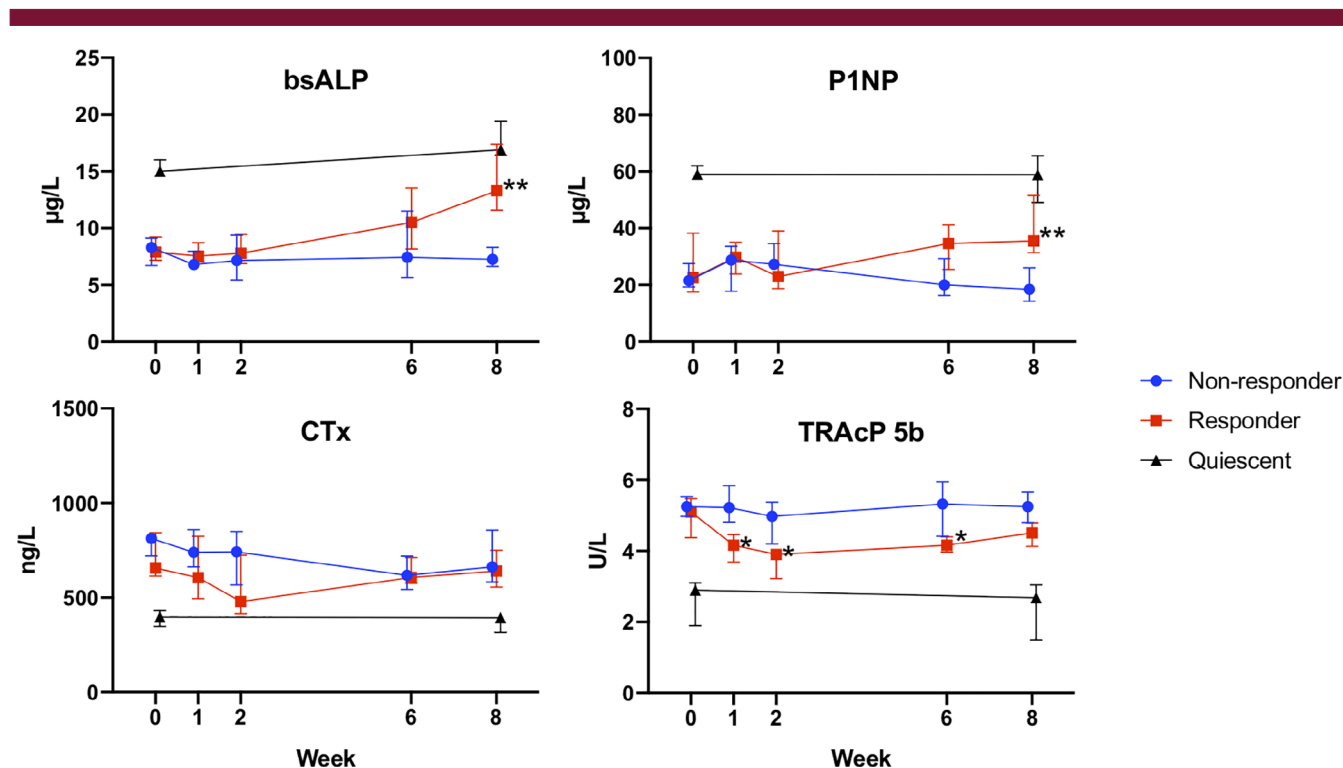 bsALP
25
20
15
10
5
0
µg/L
0 1 2 6 8
**
P1NP
100
80
60
40
20
0
µg/L
0 1 2 6 8
**
CTx
1500
1000
500
0
ng/L
0 1 2 6 8
Week
TRAcP 5b
8
6
4
2
0
U/L
* * *
0 1 2 6 8
Week
Non-responder
Responder
Quiescent